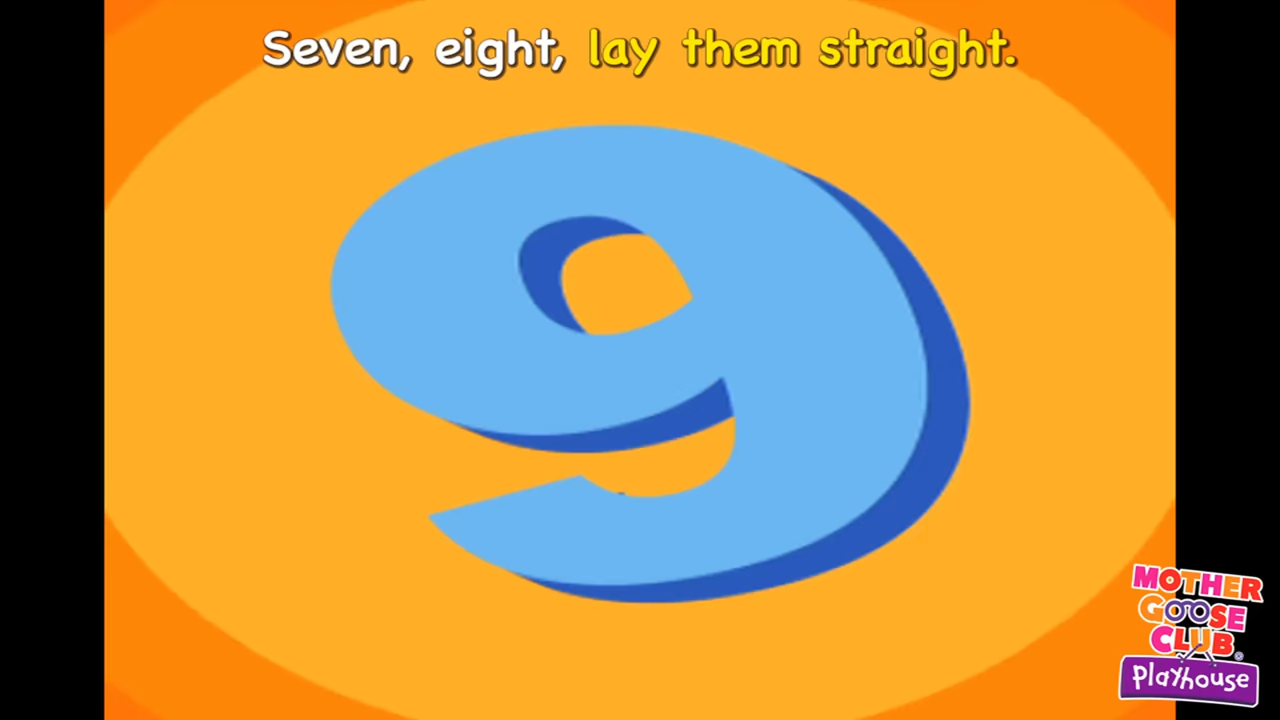 Seven, eight, lay them straight.
9
MOTHER
GOOSE
CLUB
Playhouse